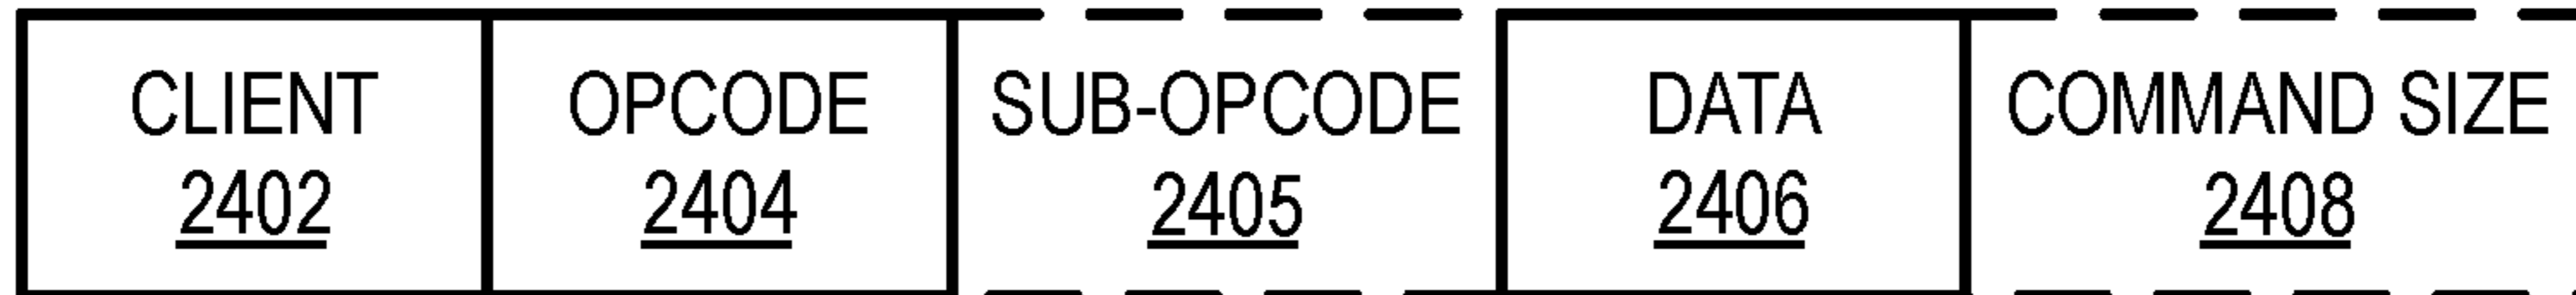 CLIENT
2402
OPCODE
2404
SUB-OPCODE
2405
DATA
2406
COMMAND SIZE
2408